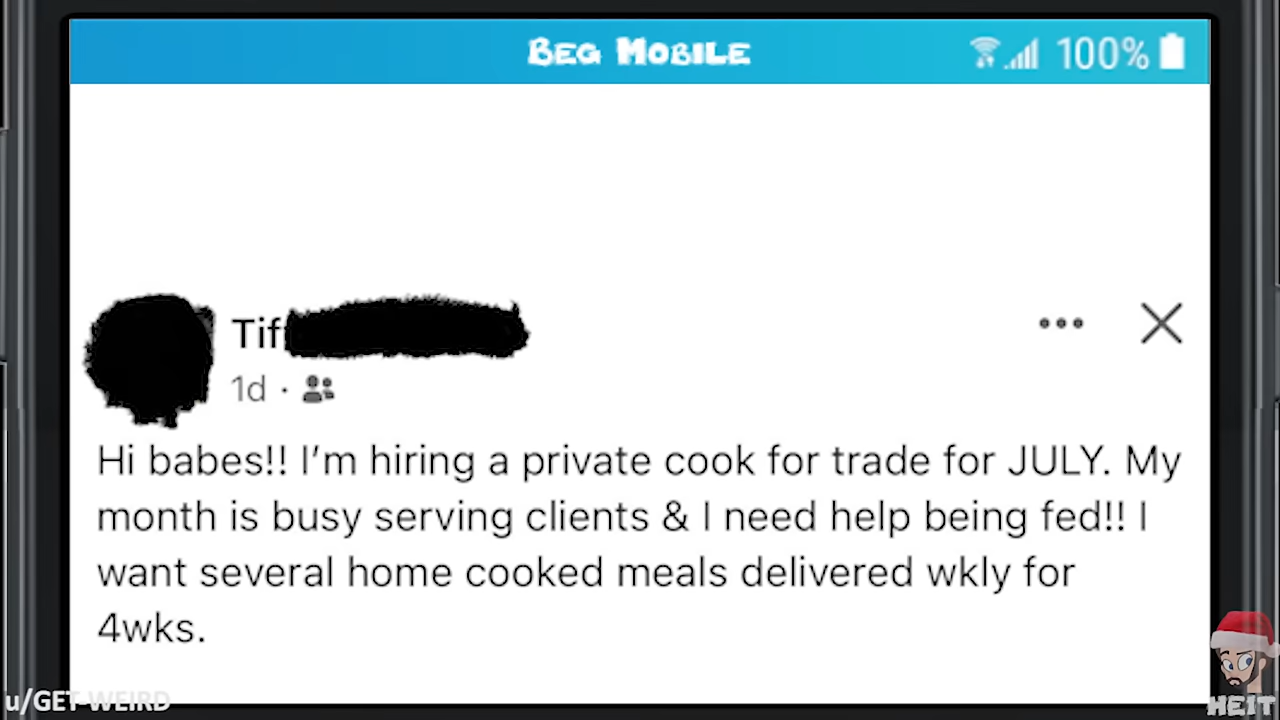 BEG MOBILE
100%
Tif
1d ·
Hi babes!! I'm hiring a private cook for trade for JULY. My
month is busy serving clients & I need help being fed!! I
want several home cooked meals delivered wkly for
4wks.
u/GET-WEIRD
HEIT